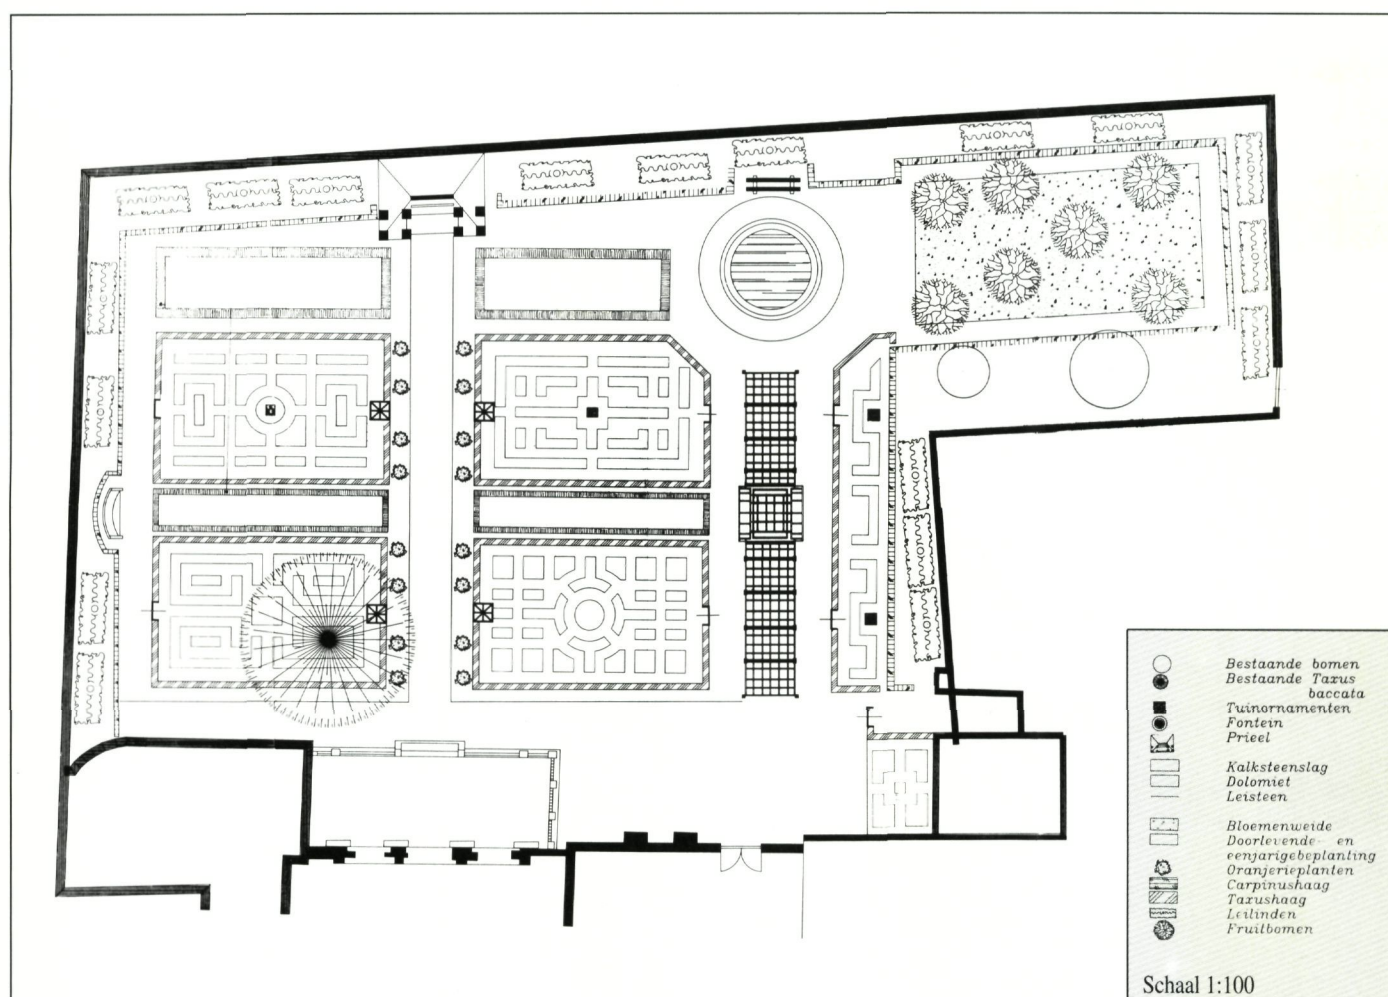 Bestaande bomen
Bestaande Taxus
baccata
Tuinornamenten
Fontein
Prieel
Kalksteenslag
Dolomiet
Leisteen
Bloemenweide
Doorlevende- en
eenjarigebeplanting
Oranjerieplanten
Carpinushaag
Taxushaag
Leilinden
Fruitbomen
Schaal 1:100